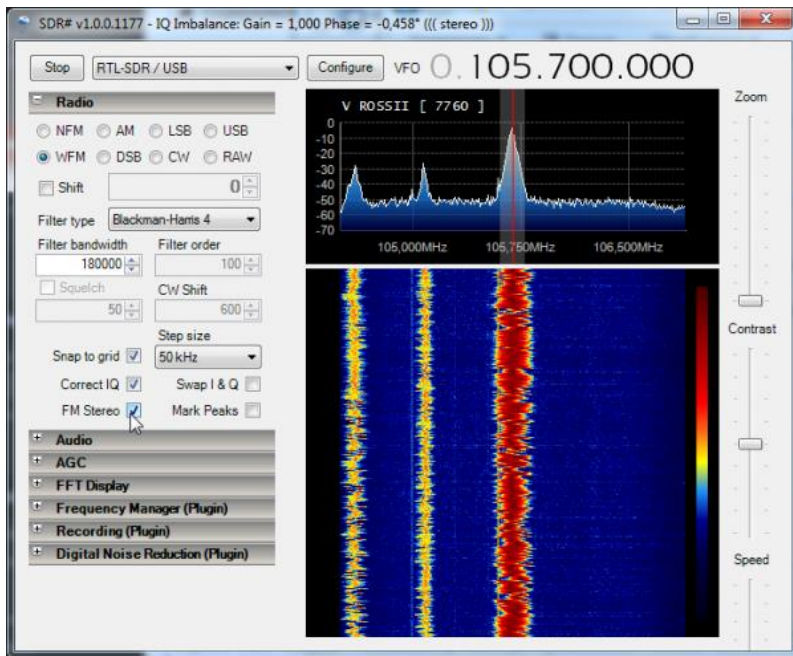 SDR# v1.0.0.1177 - IQ Imbalance: Gain = 1,000 Phase = -0,458° ((( stereo )))
Stop RTL-SDR / USB Configure VFO 0.105.700.000
Radio
NFM AM LSB USB
WFM DSB CW RAW
Shift 0
Filter type Blackman-Harris 4
Filter bandwidth Filter order
180000 100
Squelch CW Shift
50 600
Step size
Snap to grid 50 kHz
Correct IQ Swap I & Q
FM Stereo Mark Peaks
Audio
AGC
FFT Display
Frequency Manager (Plugin)
Recording (Plugin)
Digital Noise Reduction (Plugin)
V ROSSII [ 7760 ]
0
-10
-20
-30
-40
-50
-60
-70
105,000MHz 105,750MHz 106,500MHz
Zoom
Contrast
Speed